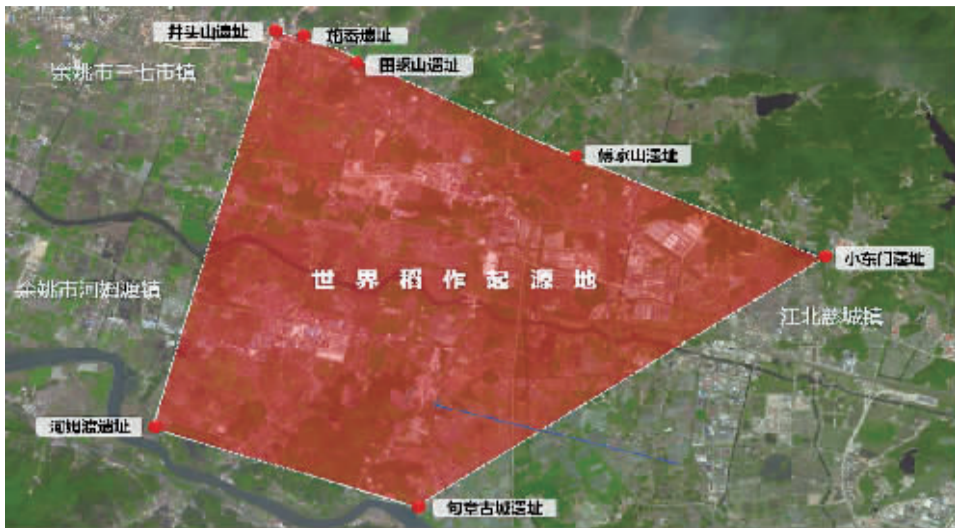 井头山遗址
施岙遗址
田螺山遗址
余姚市三七市镇
傅家山遗址
小东门遗址
世界稻作起源地
余姚市河姆渡镇
江北慈城镇
河姆渡遗址
句章古城遗址